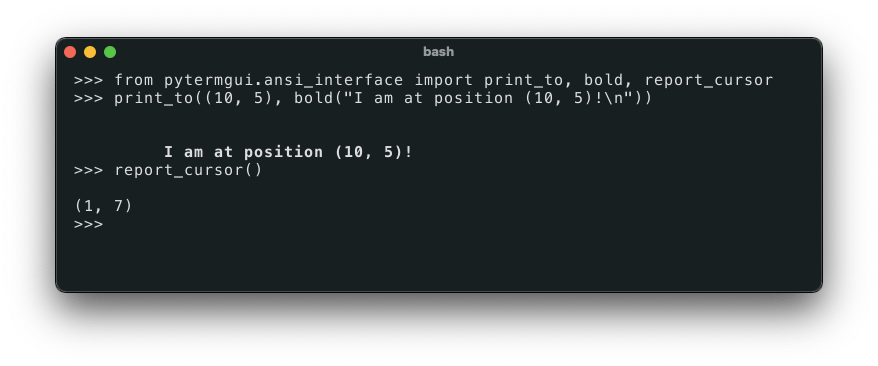 bash
>>> from pytermgui.ansi_interface import print_to, bold, report_cursor
>>> print_to((10, 5), bold("I am at position (10, 5)!\n"))
I am at position (10, 5)!
>>> report_cursor()
(1, 7)
>>>